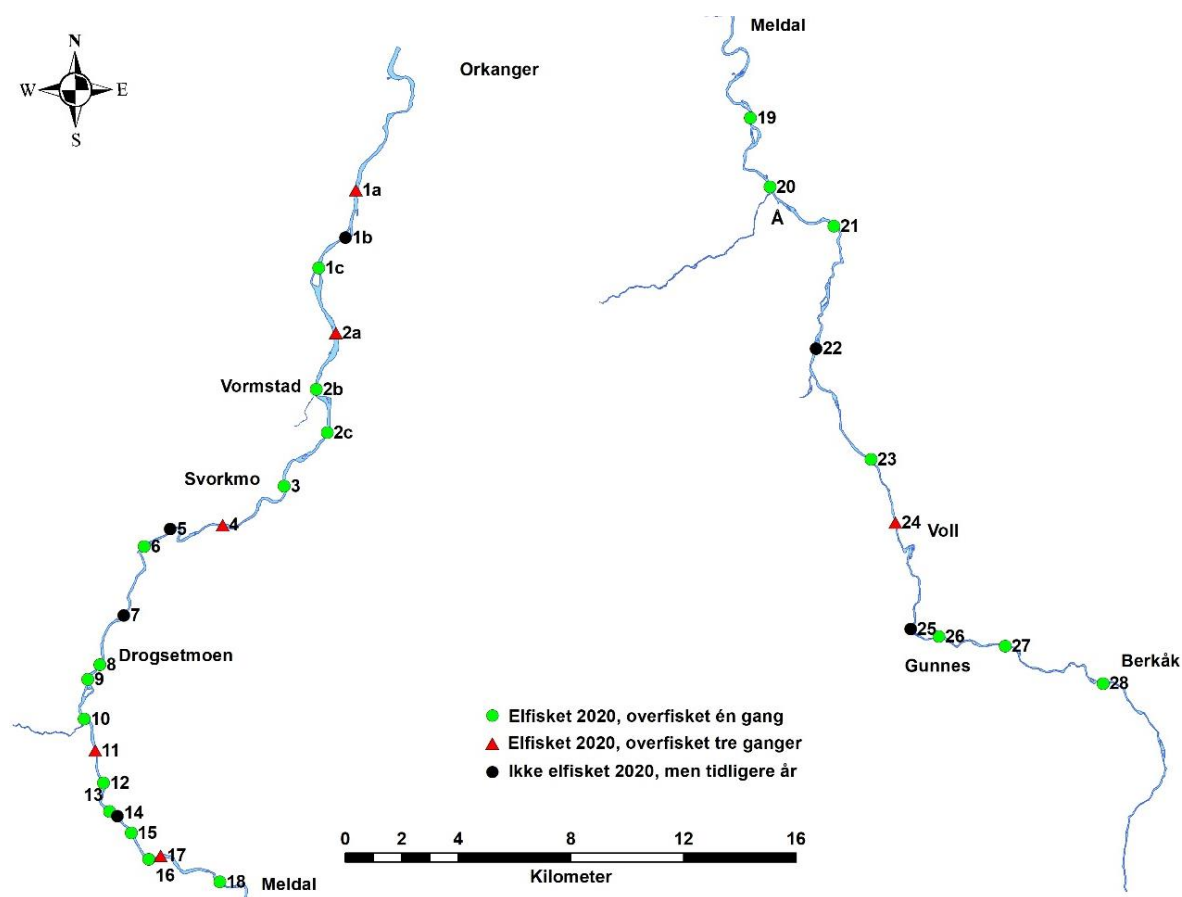 N
W E
S
Orkanger
1a
1b
1c
2a
Vormstad 2b
2c
Svorkmo 3
4
5
6
7
8 Drogsetmoen
9
10
11
12
13
14
15
17
16
18 Meldal
Meldal
19
20
Å
21
22
23
24
Voll
25 26
27
Gunnes
Berkåk
28
Elfisket 2020, overfisket én gang
Elfisket 2020, overfisket tre ganger
Ikke elfisket 2020, men tidligere år
0 2 4 8 12 16
Kilometer